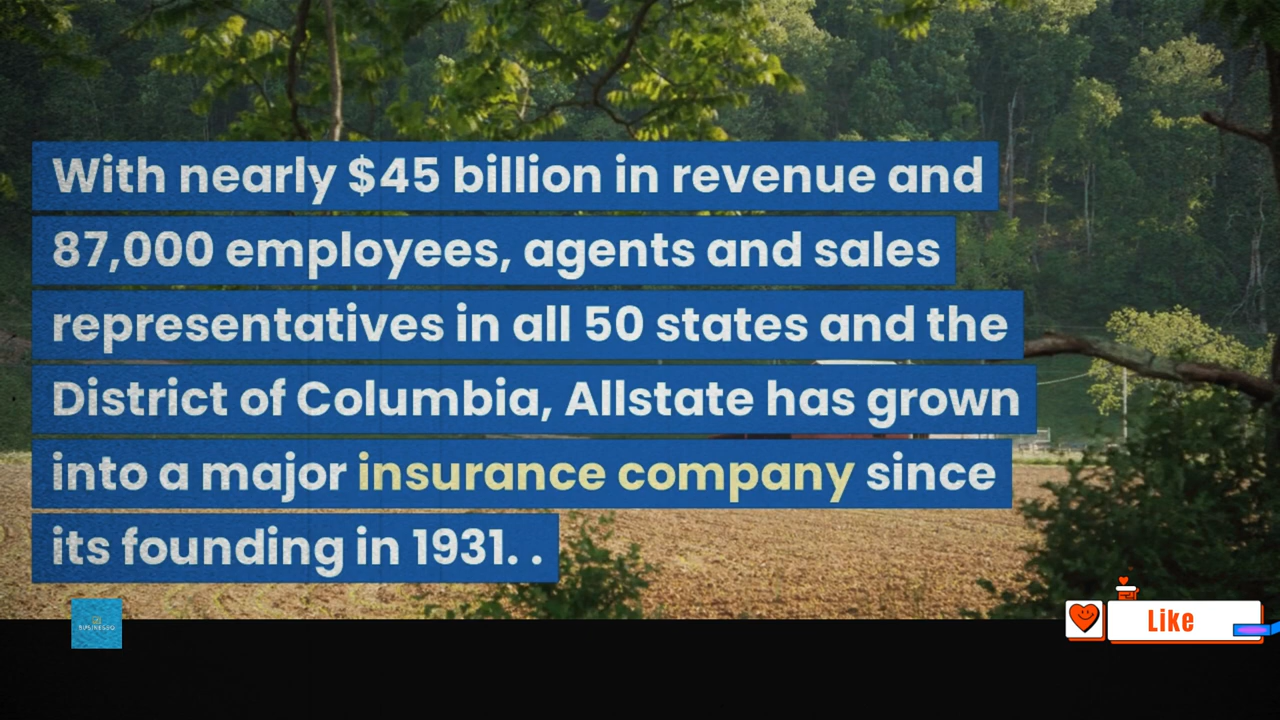 With nearly $45 billion in revenue and
87,000 employees, agents and sales
representatives in all 50 states and the
District of Columbia, Allstate has grown
into a major insurance company since
its founding in 1931. .
Like